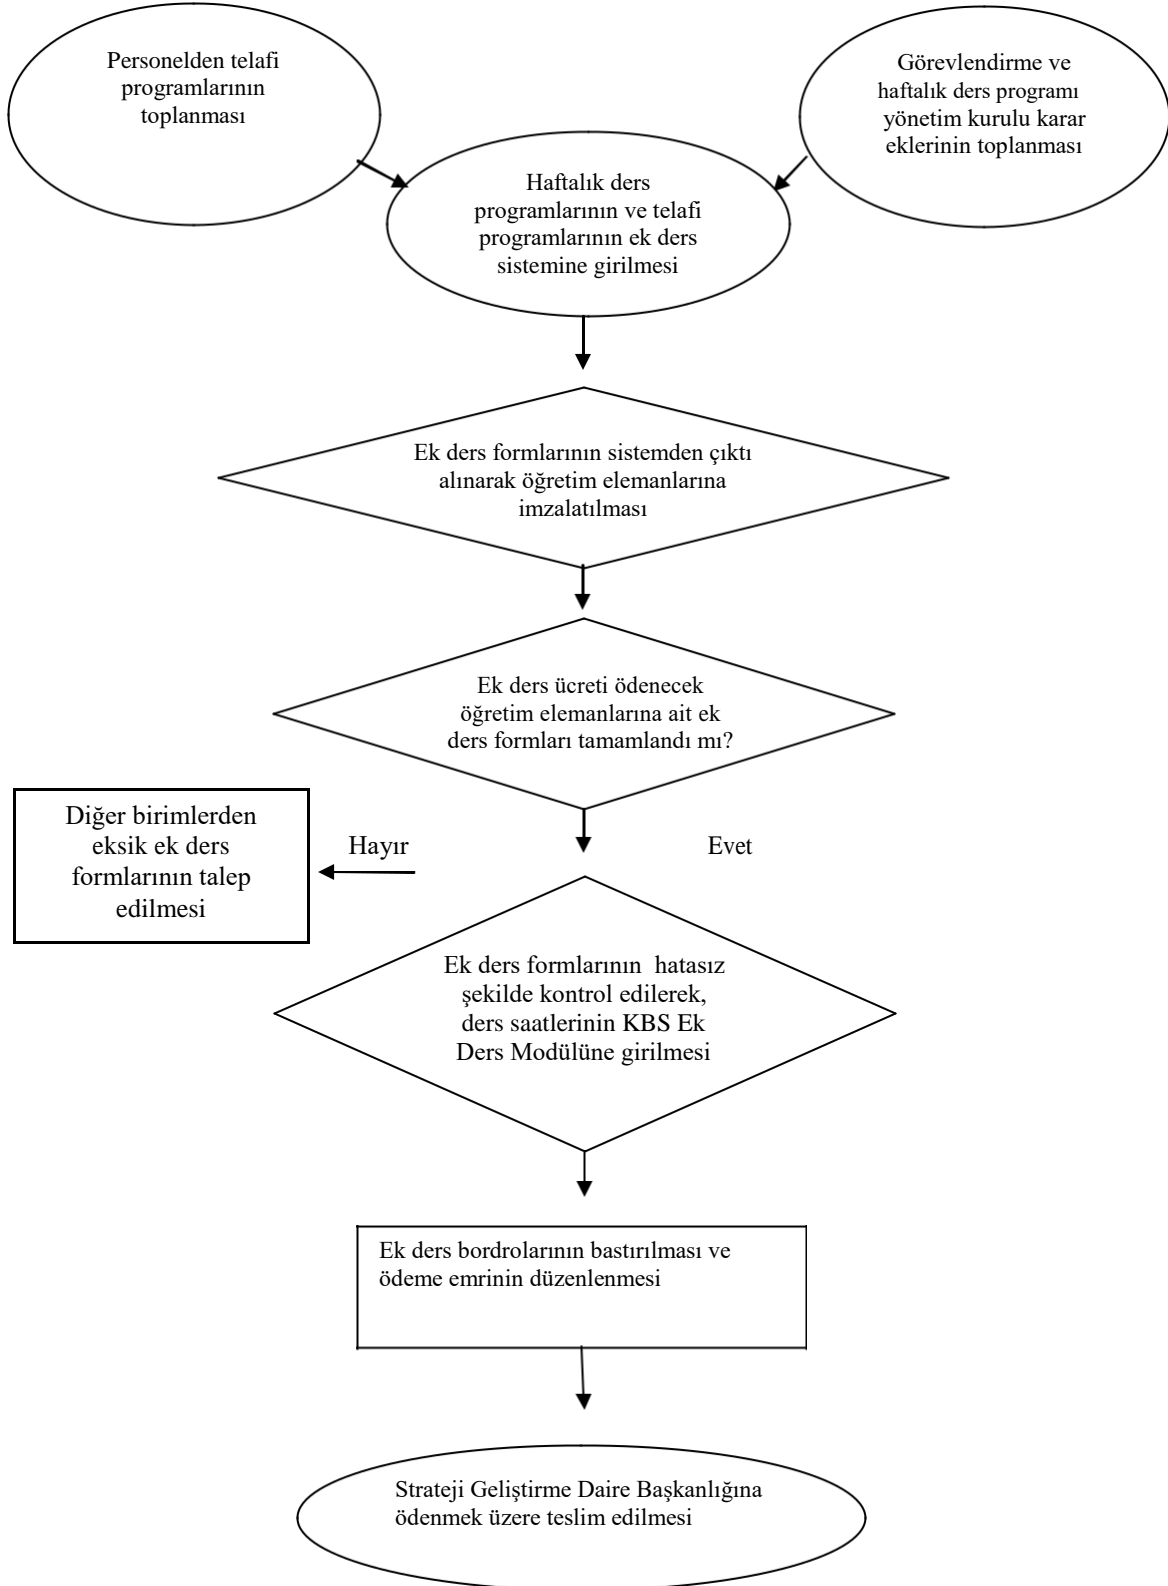 Personelden telafi
programlarının
toplanması
Görevlendirme ve
haftalık ders programı
yönetim kurulu karar
eklerinin toplanması
Haftalık ders
programlarının ve telafi
programlarının ek ders
sistemine girilmesi
Ek ders formlarının sistemden çıktı
alınarak öğretim elemanlarına
imzalatılması
Ek ders ücreti ödenecek
öğretim elemanlarına ait ek
ders formları tamamlandı mı?
Diğer birimlerden
eksik ek ders
formlarının talep
edilmesi
Hayır
Evet
Ek ders formlarının hatasız
şekilde kontrol edilerek,
ders saatlerinin KBS Ek
Ders Modülüne girilmesi
Ek ders bordrolarının bastırılması ve
ödeme emrinin düzenlenmesi
Strateji Geliştirme Daire Başkanlığına
ödenmek üzere teslim edilmesi